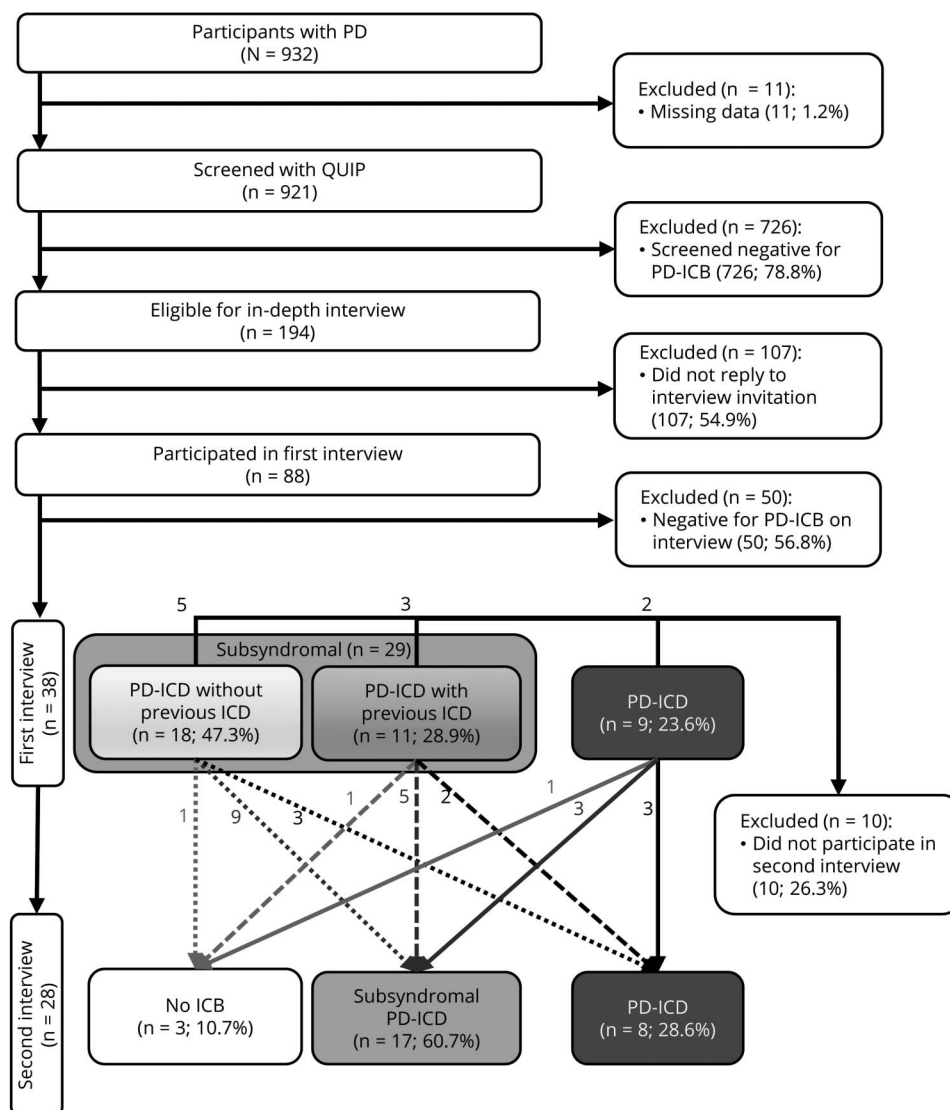 Participants with PD
(N = 932)
Excluded (n = 11):
• Missing data (11; 1.2%)
Screened with QUIP
(n = 921)
Excluded (n = 726):
• Screened negative for
PD-ICB (726; 78.8%)
Eligible for in-depth interview
(n = 194)
Excluded (n = 107):
• Did not reply to
interview invitation
(107; 54.9%)
Participated in first interview
(n = 88)
Excluded (n = 50):
• Negative for PD-ICB on
interview (50; 56.8%)
First interview
(n = 38)
5
3
2
Subsyndromal (n = 29)
PD-ICD without
previous ICD
(n = 18; 47.3%)
PD-ICD with
previous ICD
(n = 11; 28.9%)
PD-ICD
(n = 9; 23.6%)
1
9
3
1
5
2
1
3
3
Excluded (n = 10):
• Did not participate in
second interview
(10; 26.3%)
Second interview
(n = 28)
No ICB
(n = 3; 10.7%)
Subsyndromal
PD-ICD
(n = 17; 60.7%)
PD-ICD
(n = 8; 28.6%)